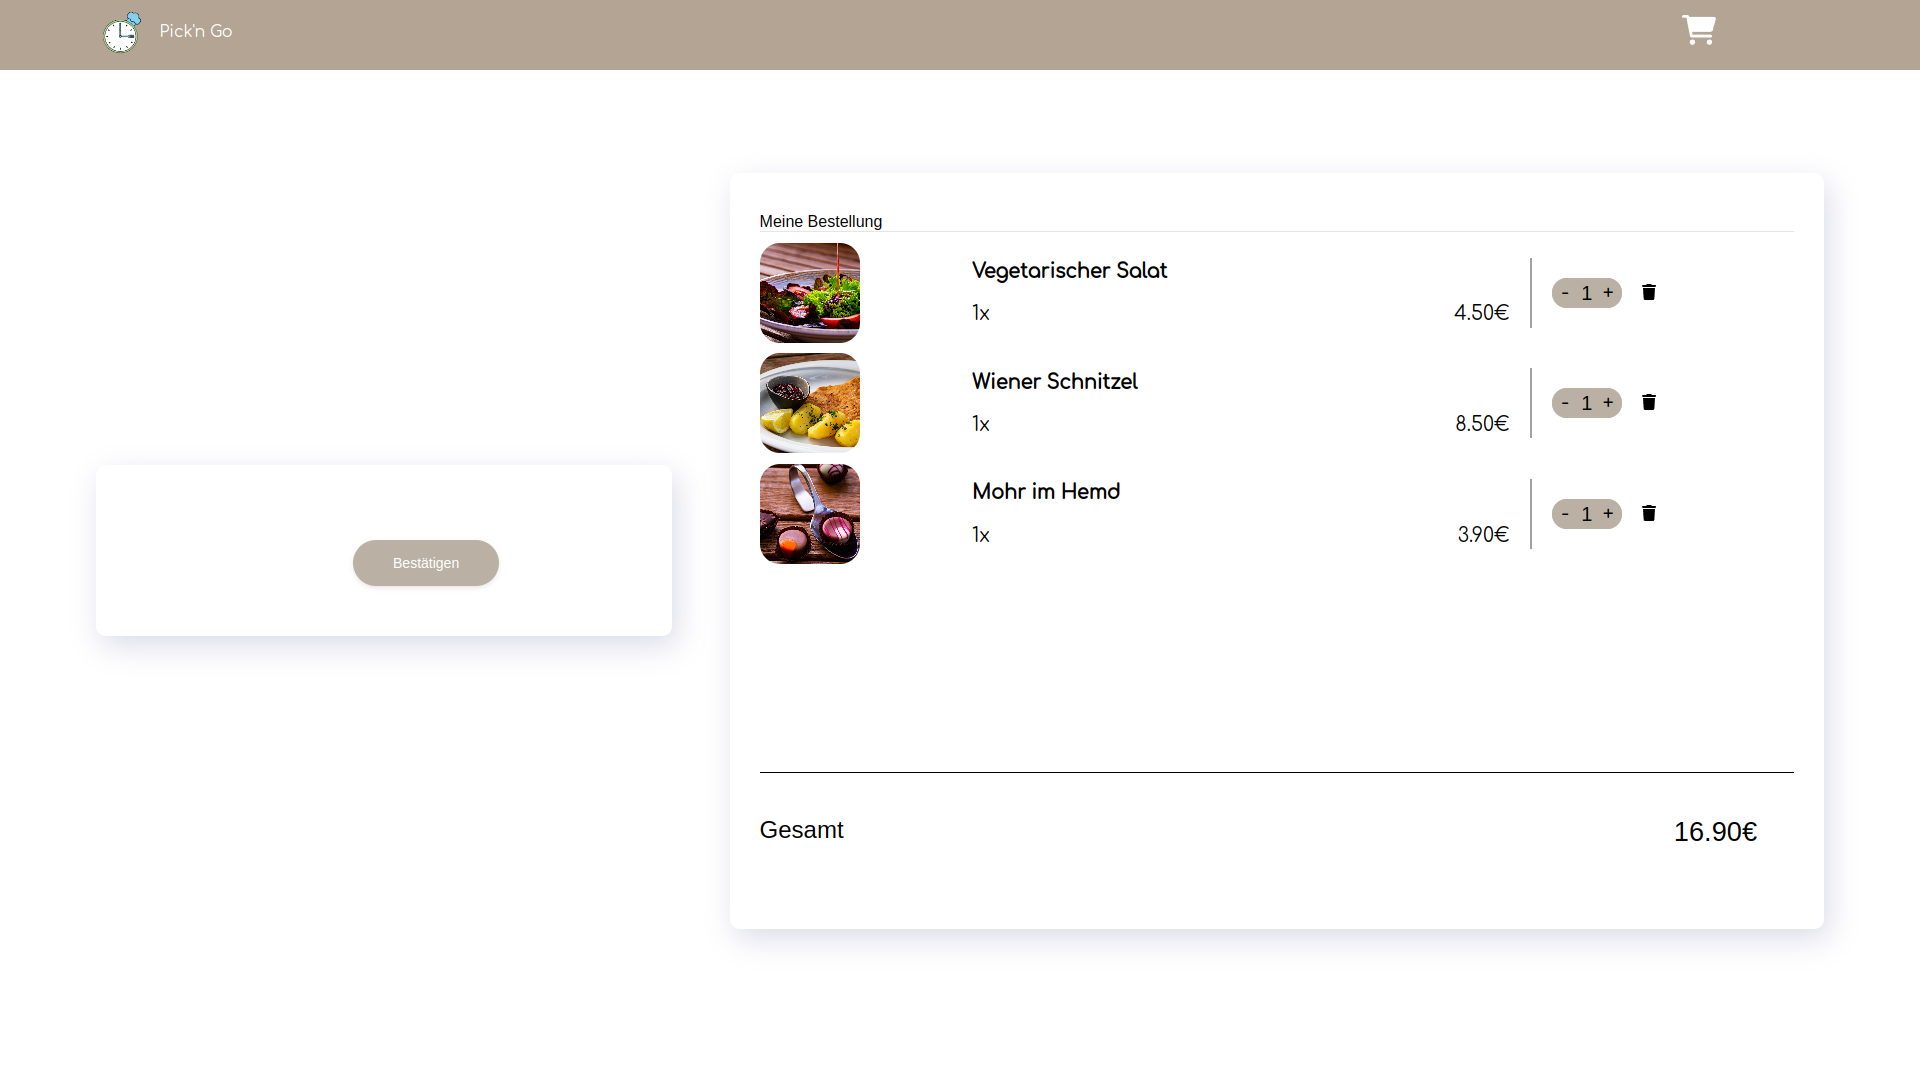 Pick'n Go
Meine Bestellung
Vegetarischer Salat
1x
4.50€
- 1 +
Wiener Schnitzel
1x
8.50€
- 1 +
Mohr im Hemd
1x
3.90€
- 1 +
Bestätigen
Gesamt
16.90€